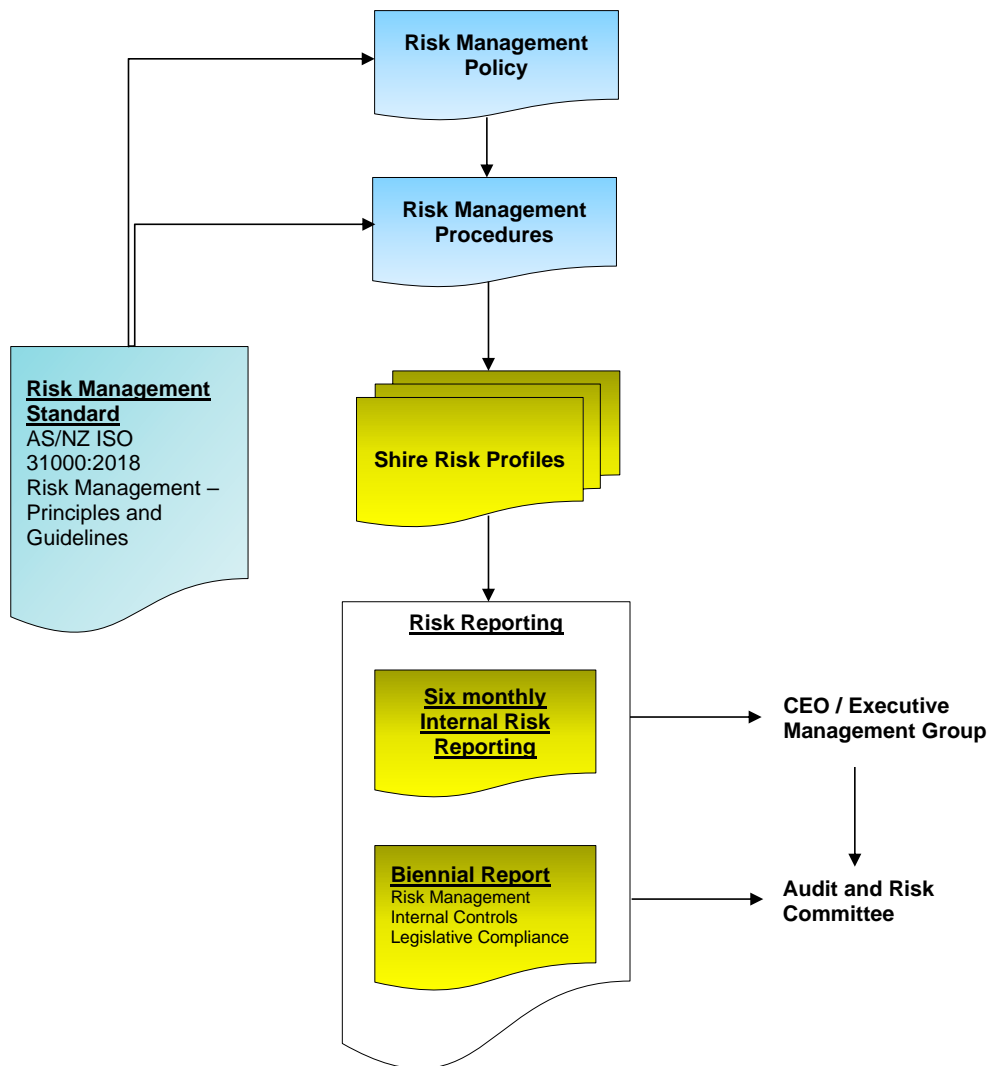 Risk Management
Policy
Risk Management
Procedures
Risk Management
Standard
AS/NZ ISO
31000:2018
Risk Management –
Principles and
Guidelines
Shire Risk Profiles
Risk Reporting
Six monthly
Internal Risk
Reporting
CEO / Executive
Management Group
Biennial Report
Risk Management
Internal Controls
Legislative Compliance
Audit and Risk
Committee